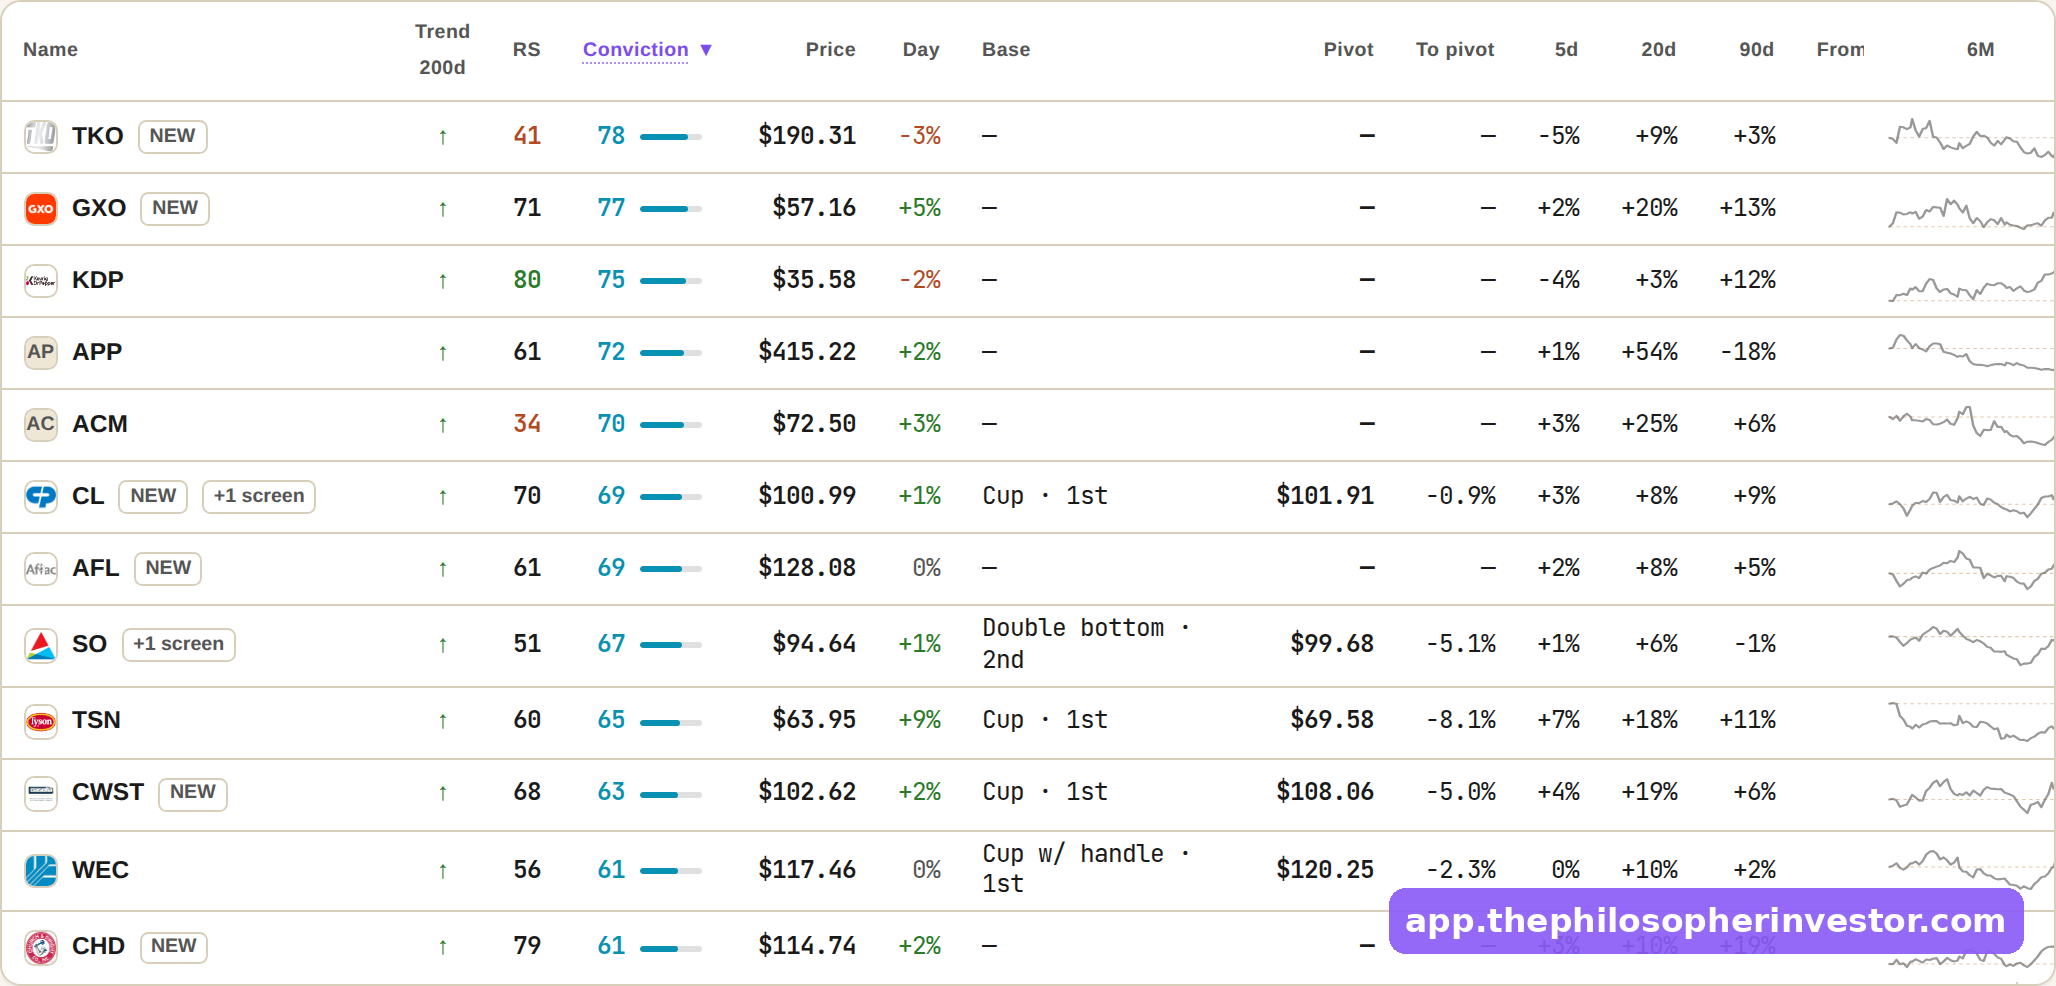 Name Trend 200d RS Conviction ▼ Price Day Base Pivot To pivot 5d 20d 90d From 6M
TKO NEW ↑ 41 78 $190.31 -3% — — — -5% +9% +3%
GXO GXO NEW ↑ 71 77 $57.16 +5% — — — +2% +20% +13%
KDP ↑ 80 75 $35.58 -2% — — — -4% +3% +12%
AP APP ↑ 61 72 $415.22 +2% — — — +1% +54% -18%
AC ACM ↑ 34 70 $72.50 +3% — — — +3% +25% +6%
CL NEW +1 screen ↑ 70 69 $100.99 +1% Cup · 1st $101.91 -0.9% +3% +8% +9%
Aflac AFL NEW ↑ 61 69 $128.08 0% — — — +2% +8% +5%
SO +1 screen ↑ 51 67 $94.64 +1% Double bottom · 2nd $99.68 -5.1% +1% +6% -1%
Tyson TSN ↑ 60 65 $63.95 +9% Cup · 1st $69.58 -8.1% +7% +18% +11%
CWST NEW ↑ 68 63 $102.62 +2% Cup · 1st $108.06 -5.0% +4% +19% +6%
WEC ↑ 56 61 $117.46 0% Cup w/ handle · 1st $120.25 -2.3% 0% +10% +2%
CHD NEW ↑ 79 61 $114.74 +2% — — — +3% +10% +19%
app.thephilosopherinvestor.com